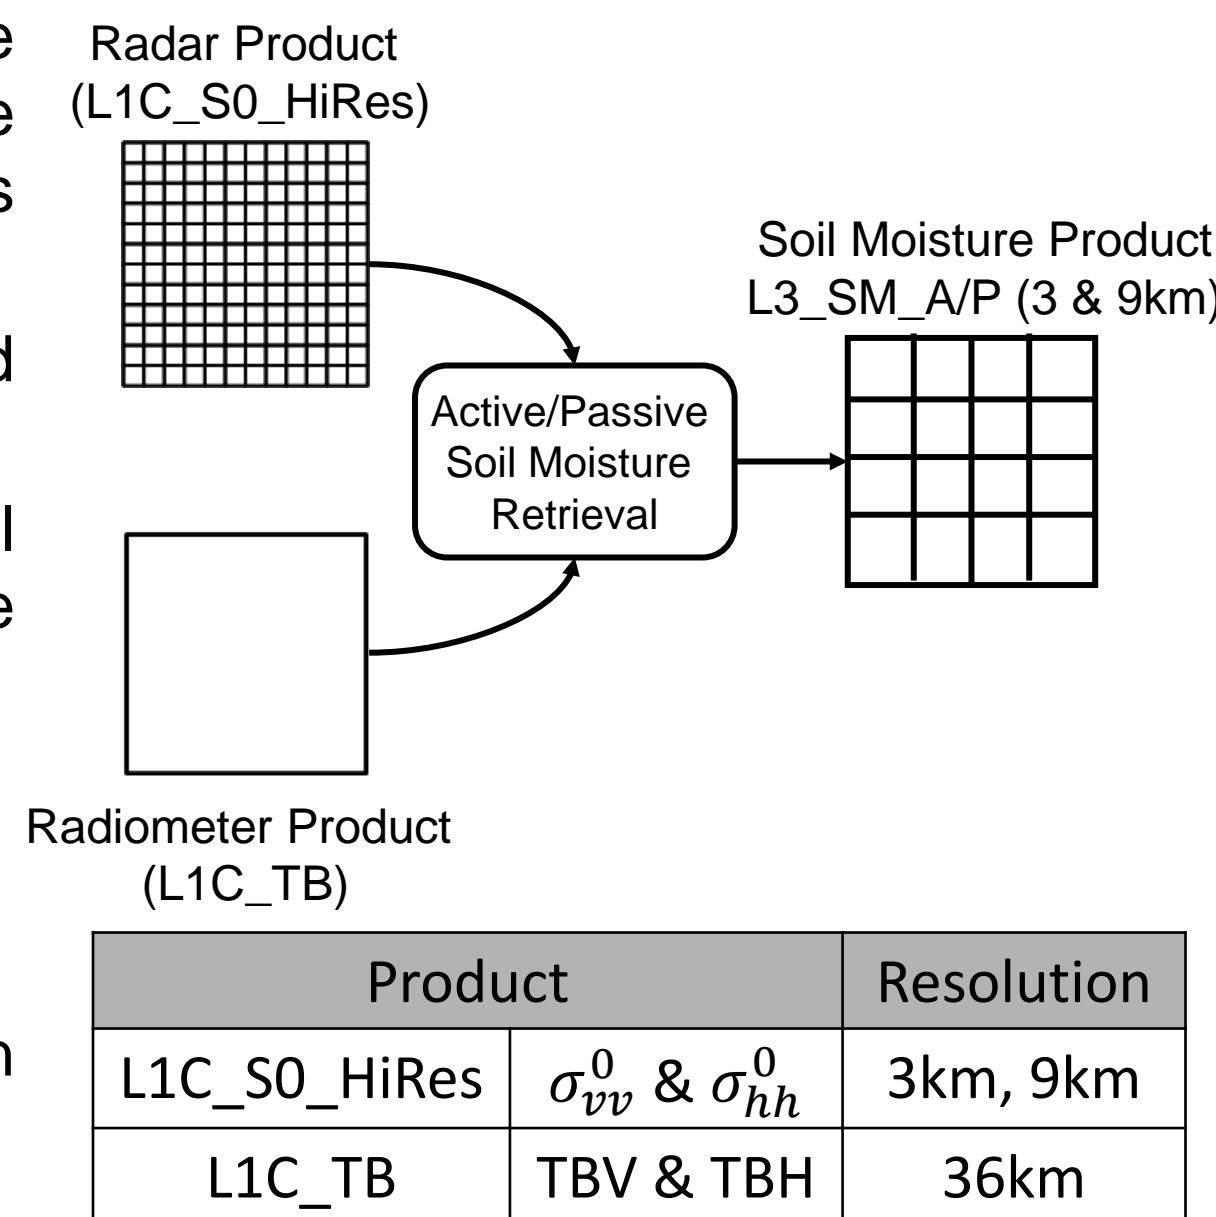 Radar Product
(L1C_S0_HiRes)
Soil Moisture Product
L3_SM_A/P (3 & 9km)
Active/Passive
Soil Moisture
Retrieval
Radiometer Product
(L1C_TB)
Product Resolution
L1C_S0_HiRes σ⁰ᵥᵥ & σ⁰ₕₕ 3km, 9km
L1C_TB TBV & TBH 36km